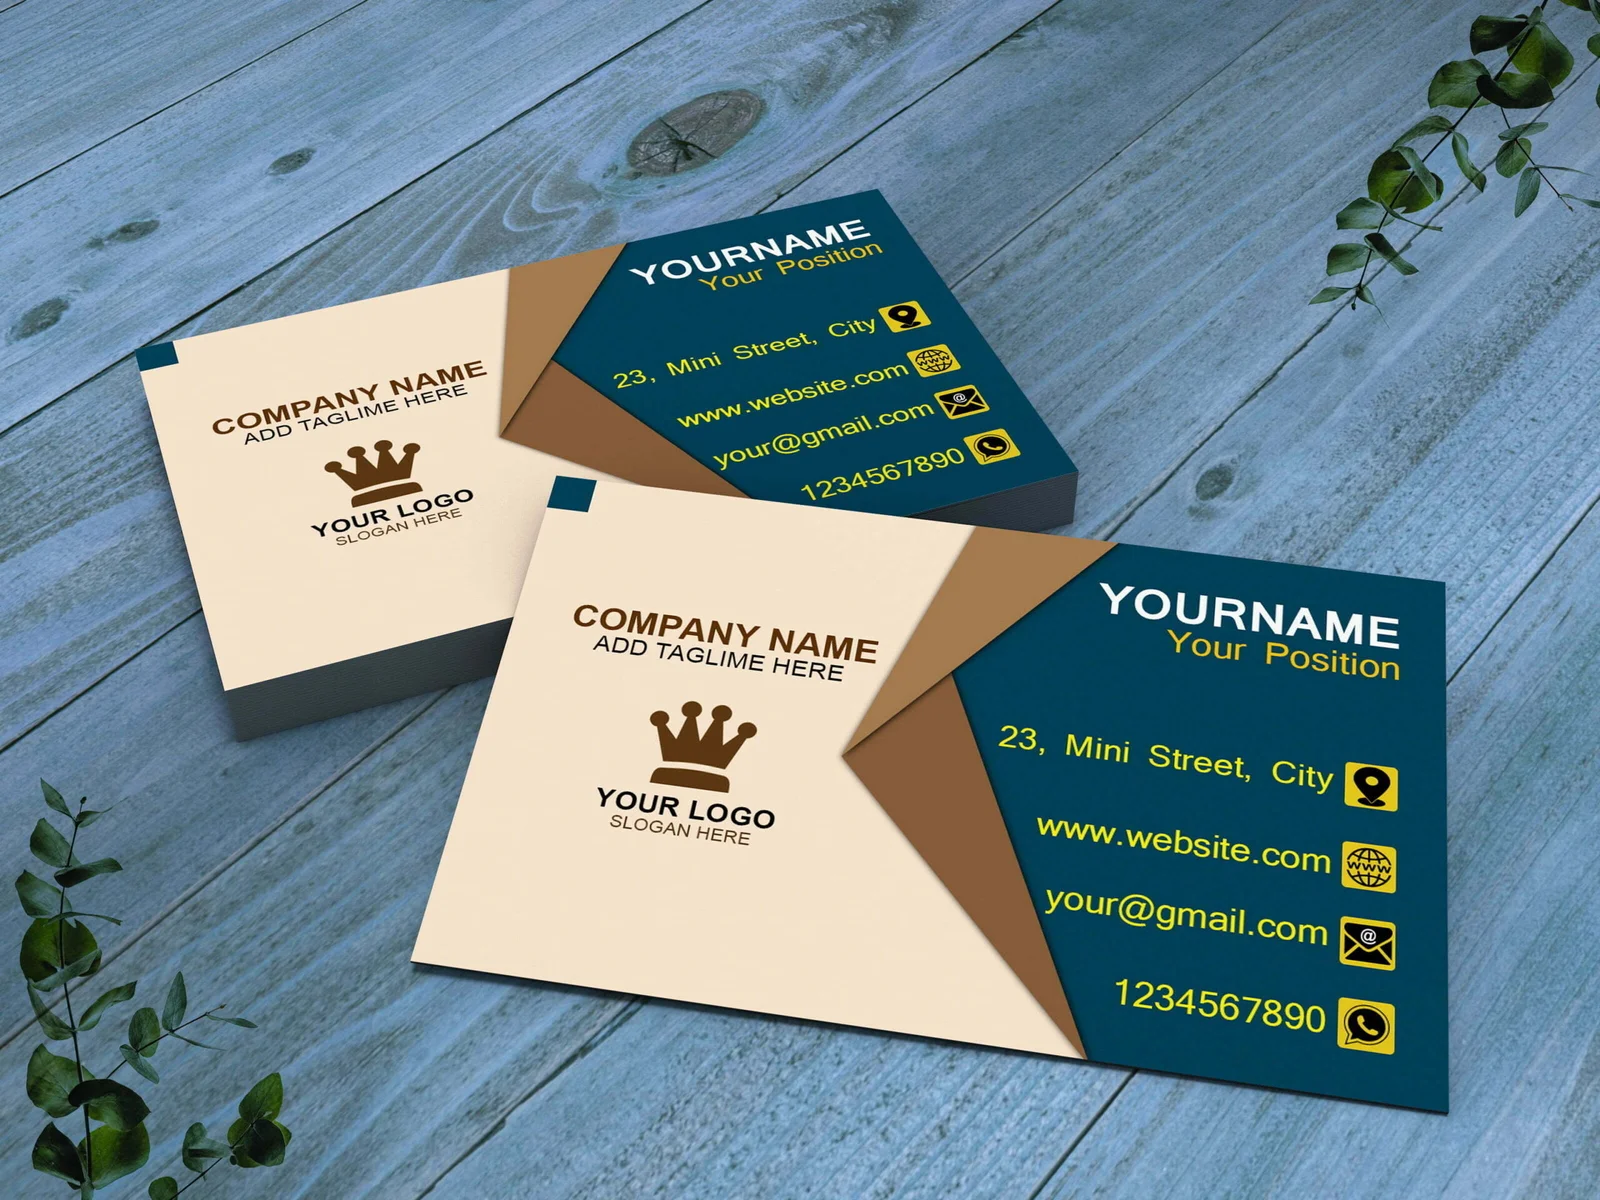 COMPANY NAME
ADD TAGLIME HERE
YOUR LOGO
SLOGAN HERE
YOURNAME
Your Position
23, Mini Street, City
www.website.com
www
your@gmail.com
@
1234567890
COMPANY NAME
ADD TAGLIME HERE
YOUR LOGO
SLOGAN HERE
YOURNAME
Your Position
23, Mini Street, City
www.website.com
www
your@gmail.com
@
1234567890